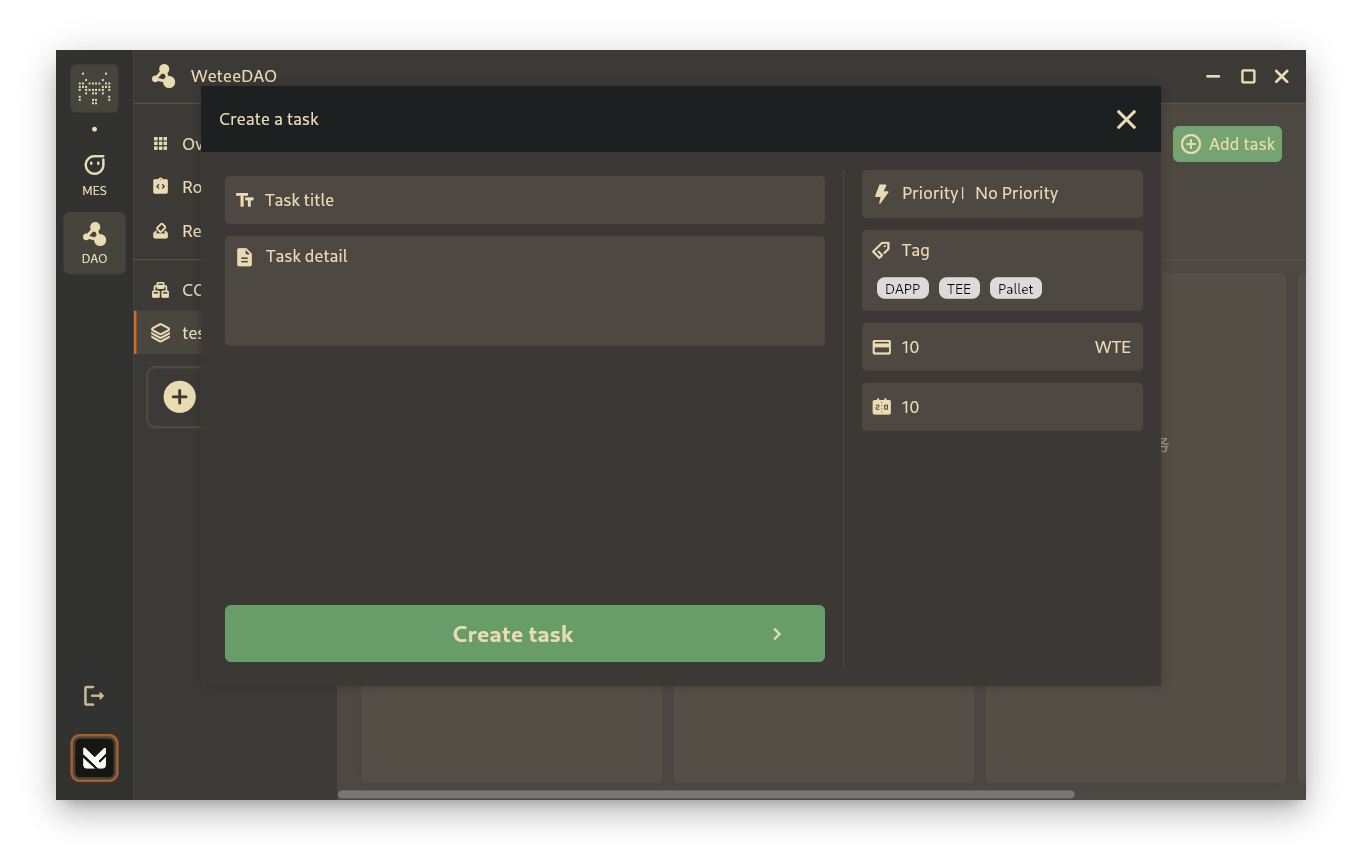 WeteeDAO
Create a task
Add task
MES
DAO
Ov
Ro
Re
tes
Task title
Task detail
Priority| No Priority
Tag
DAPP TEE Pallet
10 WTE
10
务
Create task